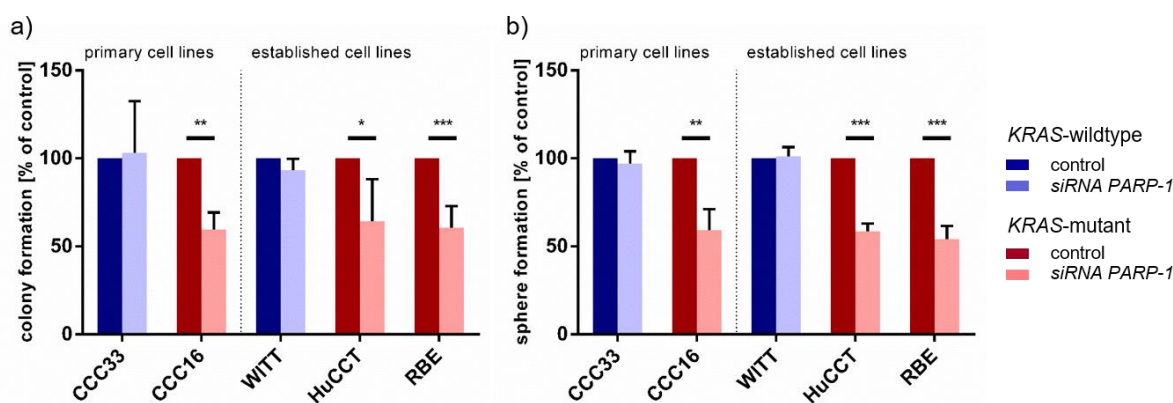 a)
primary cell lines established cell lines
colony formation [% of control]
150
100
50
0
** * ***
CCC33 CCC16 WITT HuCCT RBE
b)
primary cell lines established cell lines
sphere formation [% of control]
150
100
50
0
** *** ***
CCC33 CCC16 WITT HuCCT RBE
KRAS-wildtype
control
siRNA PARP-1
KRAS-mutant
control
siRNA PARP-1